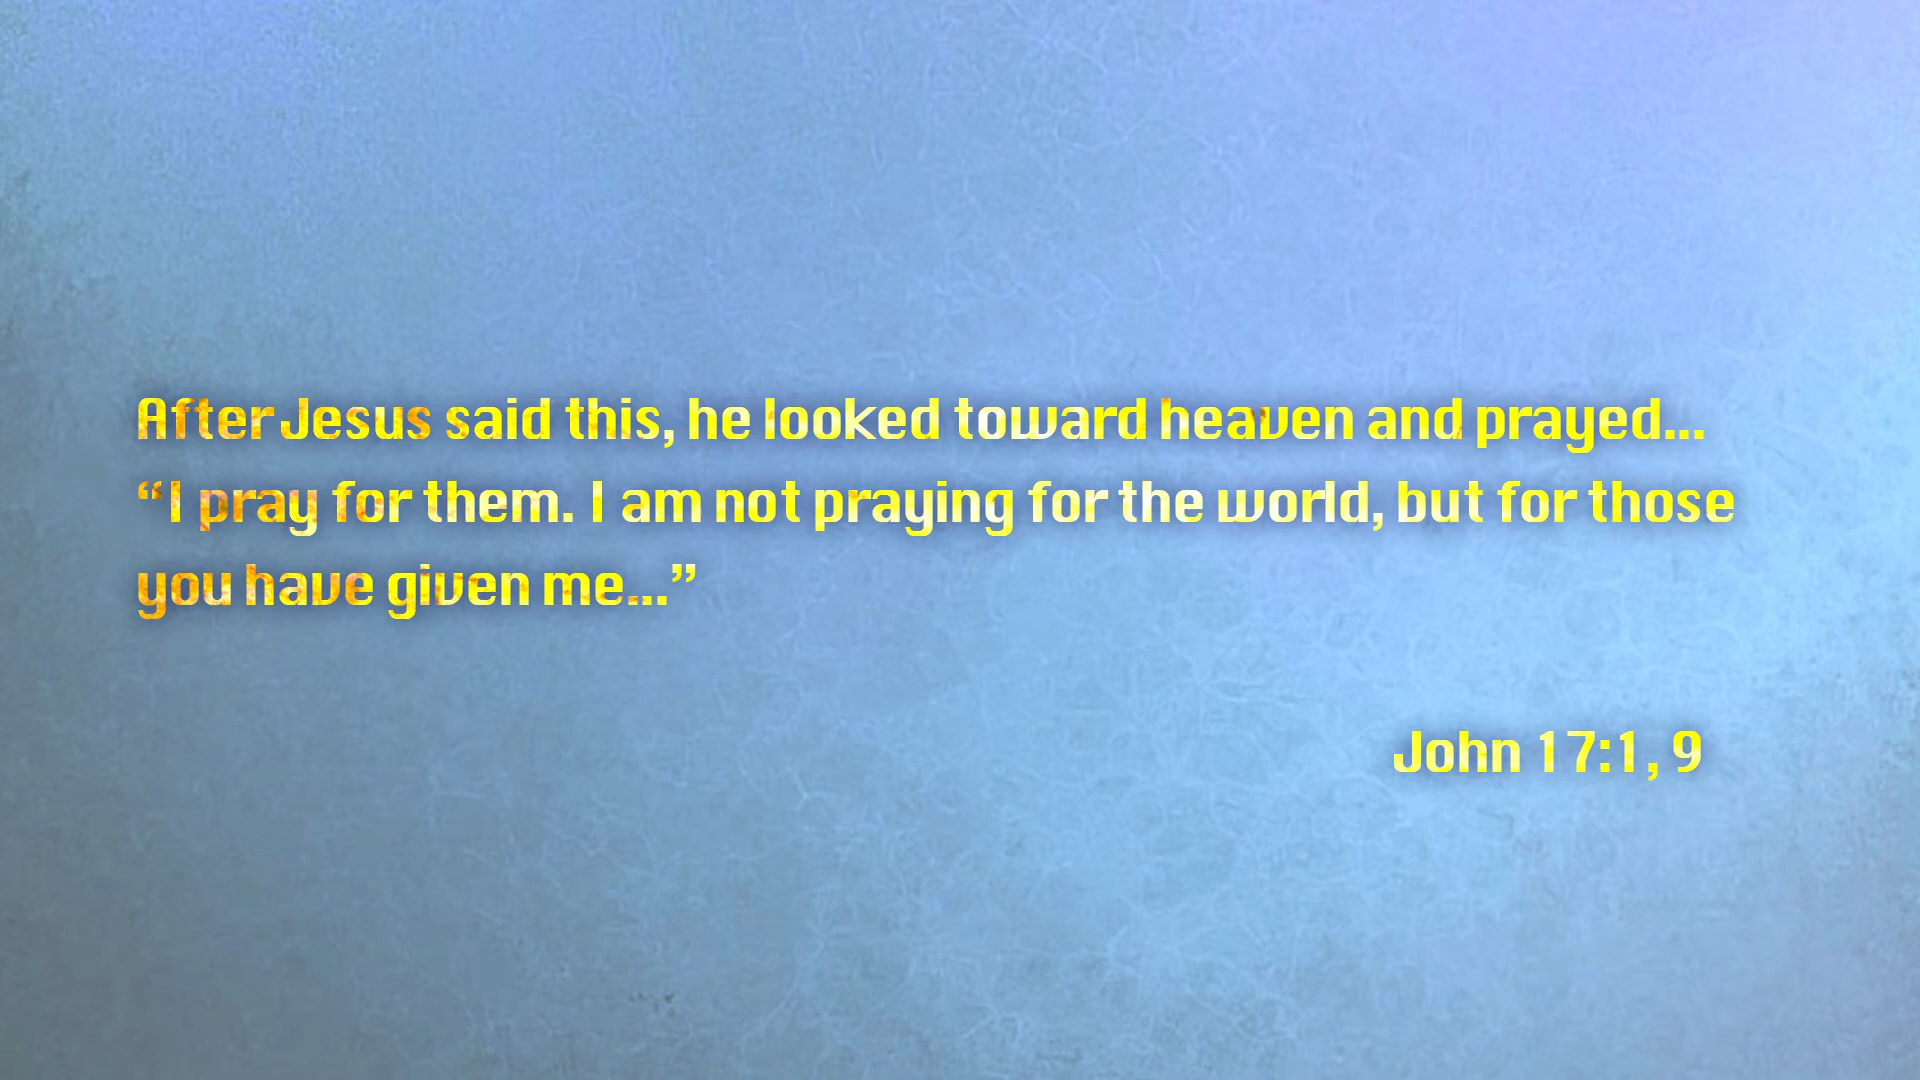 After Jesus said this, he looked toward heaven and prayed...
“I pray for them. I am not praying for the world, but for those
you have given me...”
John 17:1, 9